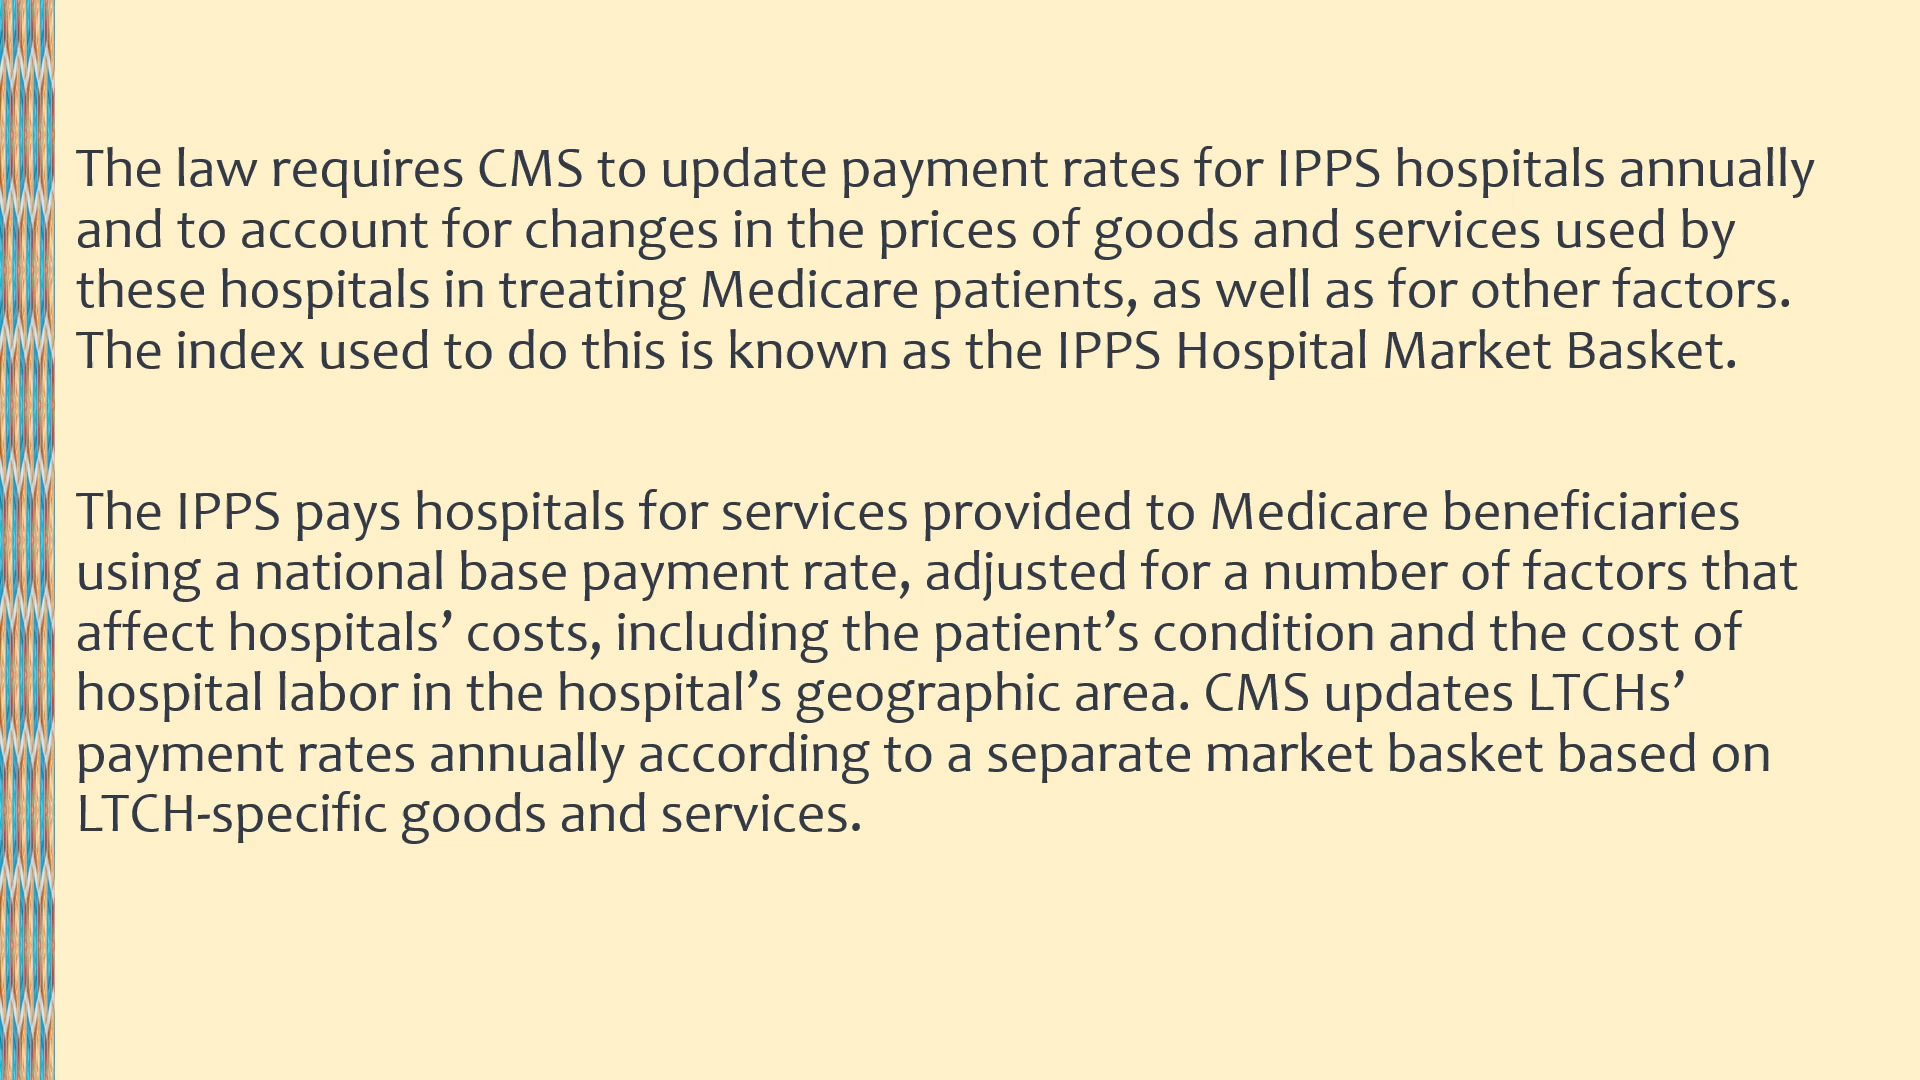 The law requires CMS to update payment rates for IPPS hospitals annually
and to account for changes in the prices of goods and services used by
these hospitals in treating Medicare patients, as well as for other factors.
The index used to do this is known as the IPPS Hospital Market Basket.
The IPPS pays hospitals for services provided to Medicare beneficiaries
using a national base payment rate, adjusted for a number of factors that
affect hospitals’ costs, including the patient’s condition and the cost of
hospital labor in the hospital’s geographic area. CMS updates LTCHs’
payment rates annually according to a separate market basket based on
LTCH-specific goods and services.